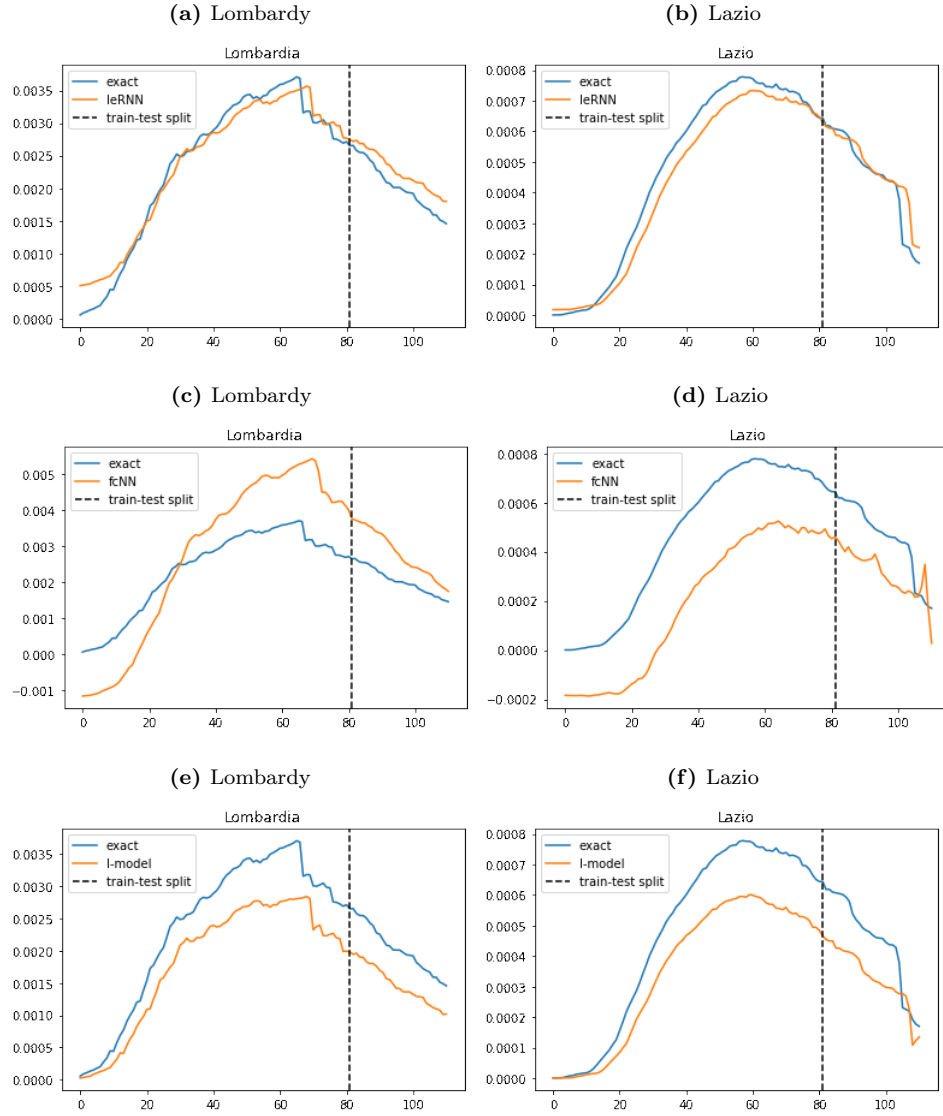 (a) Lombardy
(b) Lazio
Lombardia
exact
leRNN
train-test split
0.0035
0.0030
0.0025
0.0020
0.0015
0.0010
0.0005
0.0000
0 20 40 60 80 100
Lazio
exact
leRNN
train-test split
0.0008
0.0007
0.0006
0.0005
0.0004
0.0003
0.0002
0.0001
0.0000
0 20 40 60 80 100
(c) Lombardy
(d) Lazio
Lombardia
exact
fcNN
train-test split
0.005
0.004
0.003
0.002
0.001
0.000
−0.001
0 20 40 60 80 100
Lazio
exact
fcNN
train-test split
0.0008
0.0006
0.0004
0.0002
0.0000
−0.0002
0 20 40 60 80 100
(e) Lombardy
(f) Lazio
Lombardia
exact
l-model
train-test split
0.0035
0.0030
0.0025
0.0020
0.0015
0.0010
0.0005
0.0000
0 20 40 60 80 100
Lazio
exact
l-model
train-test split
0.0008
0.0007
0.0006
0.0005
0.0004
0.0003
0.0002
0.0001
0.0000
0 20 40 60 80 100